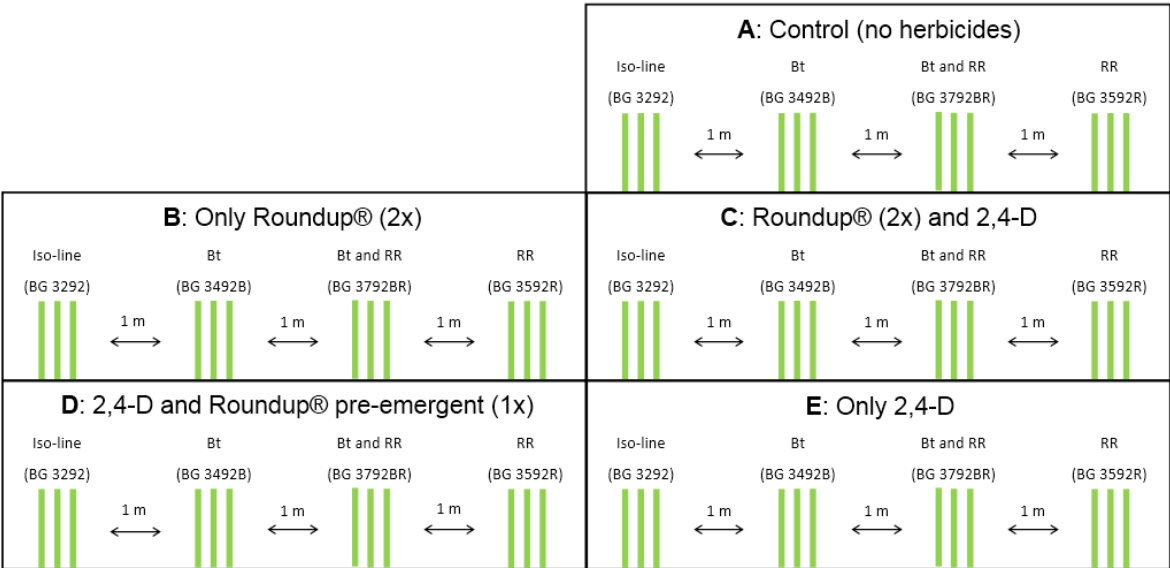 A: Control (no herbicides)
Iso-line Bt Bt and RR RR
(BG 3292) (BG 3492B) (BG 3792BR) (BG 3592R)
1 m 1 m 1 m
B: Only Roundup® (2x)
Iso-line Bt Bt and RR RR
(BG 3292) (BG 3492B) (BG 3792BR) (BG 3592R)
1 m 1 m 1 m
C: Roundup® (2x) and 2,4-D
Iso-line Bt Bt and RR RR
(BG 3292) (BG 3492B) (BG 3792BR) (BG 3592R)
1 m 1 m 1 m
D: 2,4-D and Roundup® pre-emergent (1x)
Iso-line Bt Bt and RR RR
(BG 3292) (BG 3492B) (BG 3792BR) (BG 3592R)
1 m 1 m 1 m
E: Only 2,4-D
Iso-line Bt Bt and RR RR
(BG 3292) (BG 3492B) (BG 3792BR) (BG 3592R)
1 m 1 m 1 m